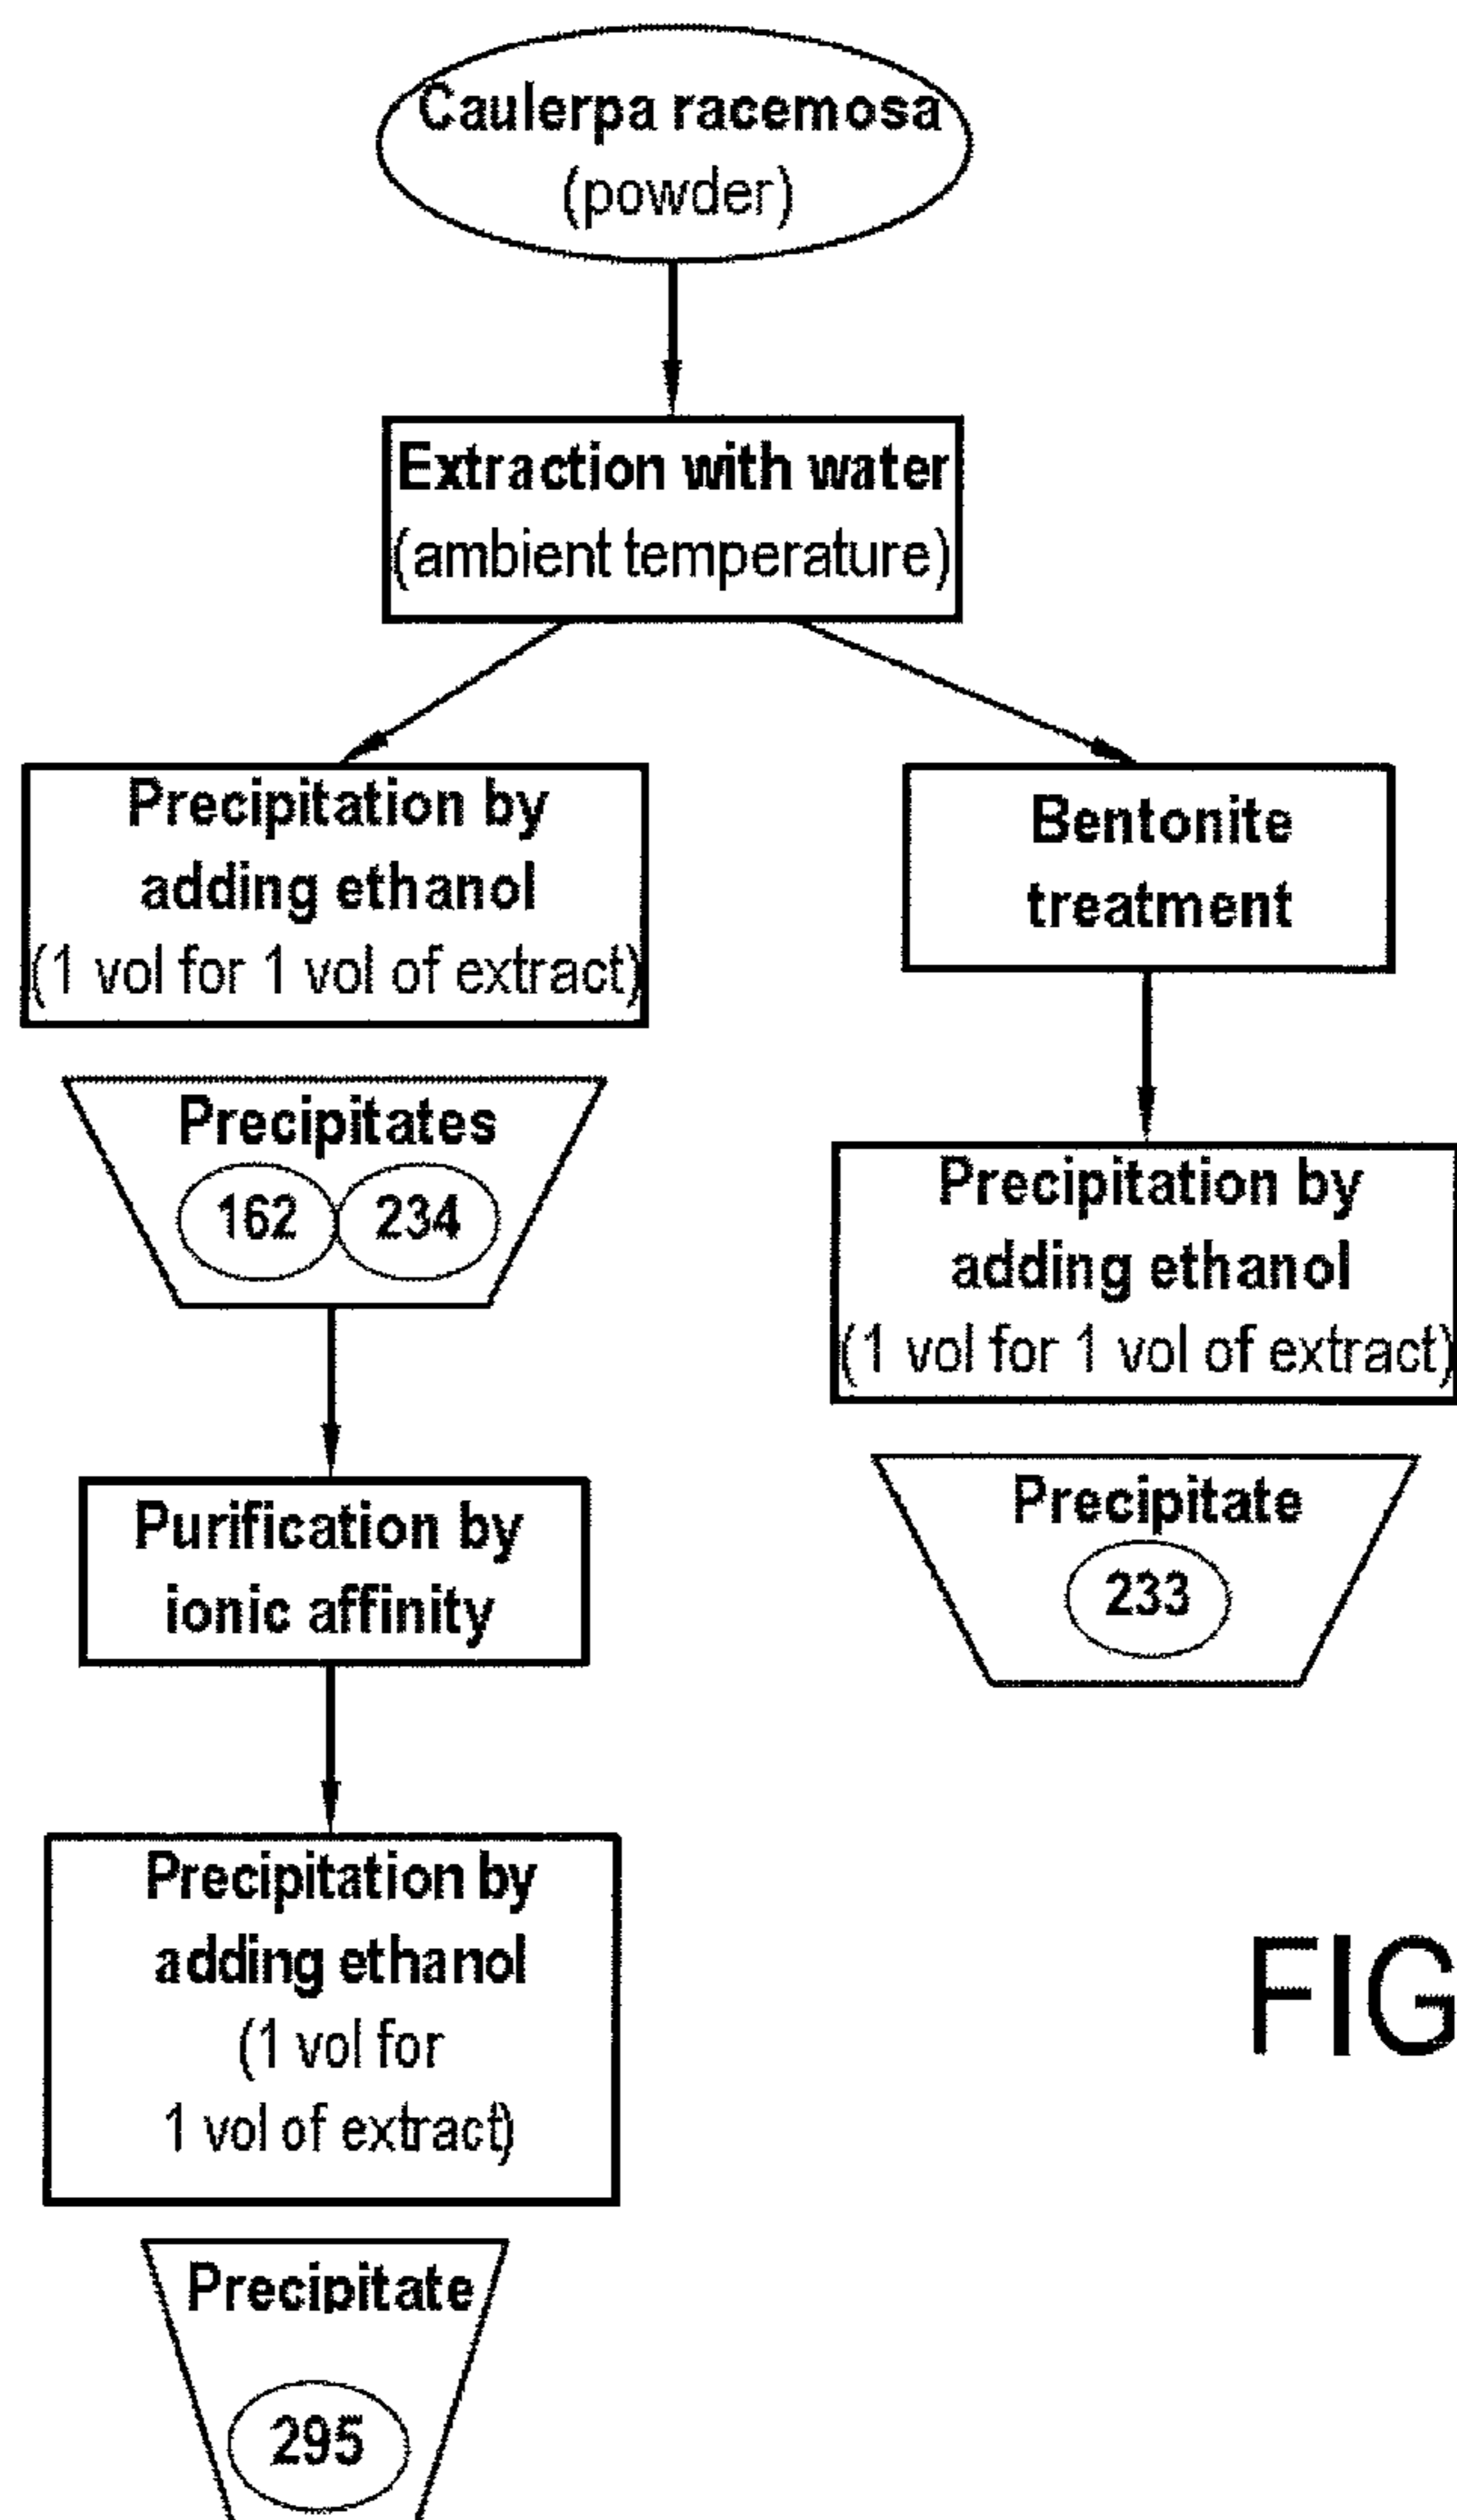 Caulerpa racemosa
(powder)
Extraction with water
(ambient temperature)
Precipitation by
adding ethanol
(1 vol for 1 vol of extract)
Precipitates
162 234
Purification by
ionic affinity
Precipitation by
adding ethanol
(1 vol for
1 vol of extract)
Precipitate
295
Bentonite
treatment
Precipitation by
adding ethanol
(1 vol for 1 vol of extract)
Precipitate
233
FIG